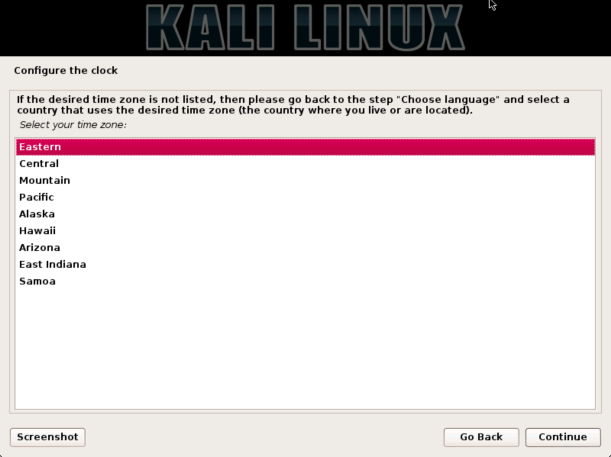 KALI LINUX
Configure the clock
If the desired time zone is not listed, then please go back to the step "Choose language" and select a
country that uses the desired time zone (the country where you live or are located).
Select your time zone:
Eastern
Central
Mountain
Pacific
Alaska
Hawaii
Arizona
East Indiana
Samoa
Screenshot
Go Back
Continue